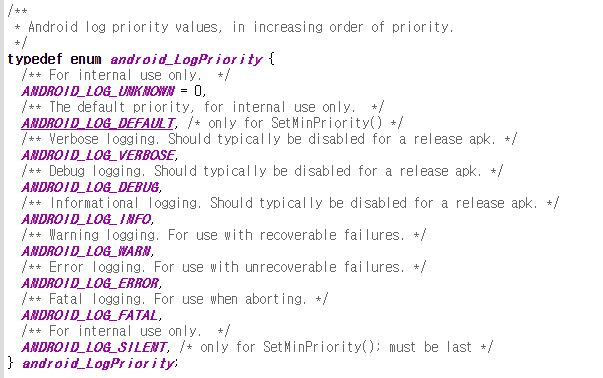 /**
 * Android log priority values, in increasing order of priority.
 */
typedef enum android_LogPriority {
  /** For internal use only.  */
  ANDROID_LOG_UNKNOWN = 0,
  /** The default priority, for internal use only.  */
  ANDROID_LOG_DEFAULT, /* only for SetMinPriority() */
  /** Verbose logging. Should typically be disabled for a release apk. */
  ANDROID_LOG_VERBOSE,
  /** Debug logging. Should typically be disabled for a release apk. */
  ANDROID_LOG_DEBUG,
  /** Informational logging. Should typically be disabled for a release apk. */
  ANDROID_LOG_INFO,
  /** Warning logging. For use with recoverable failures. */
  ANDROID_LOG_WARN,
  /** Error logging. For use with unrecoverable failures. */
  ANDROID_LOG_ERROR,
  /** Fatal logging. For use when aborting. */
  ANDROID_LOG_FATAL,
  /** For internal use only.  */
  ANDROID_LOG_SILENT, /* only for SetMinPriority(); must be last */
} android_LogPriority;